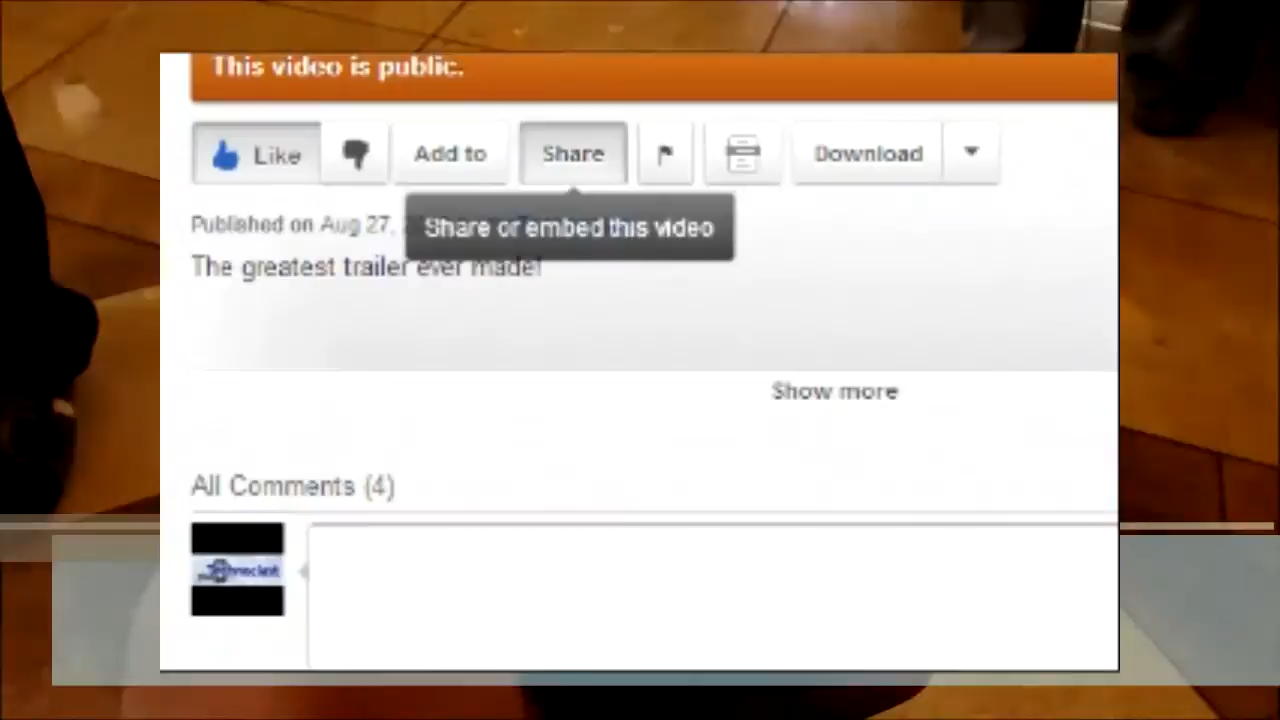 This video is public.
Like Add to Share Download
Published on Aug 27,
Share or embed this video
The greatest trailer ever made!
Show more
All Comments (4)